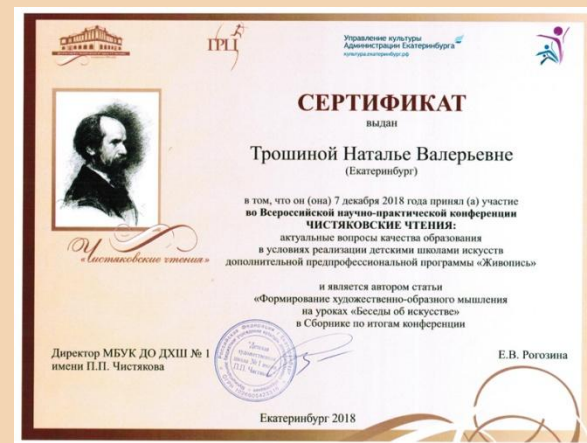 ГРЦ
Управление культуры
Администрации Екатеринбурга
культура.екатеринбург.рф
СЕРТИФИКАТ
выдан
Трошиной Наталье Валерьевне
(Екатеринбург)
в том, что он (она) 7 декабря 2018 года принял (а) участие
во Всероссийской научно-практической конференции
ЧИСТЯКОВСКИЕ ЧТЕНИЯ:
актуальные вопросы качества образования
в условиях реализации детскими школами искусств
дополнительной предпрофессиональной программы «Живопись»
«Чистяковские чтения»
и является автором статьи
«Формирование художественно-образного мышления
на уроках «Беседы об искусстве»
в Сборнике по итогам конференции
Директор МБУК ДО ДХШ № 1
имени П.П. Чистякова
Е.В. Рогозина
Екатеринбург 2018